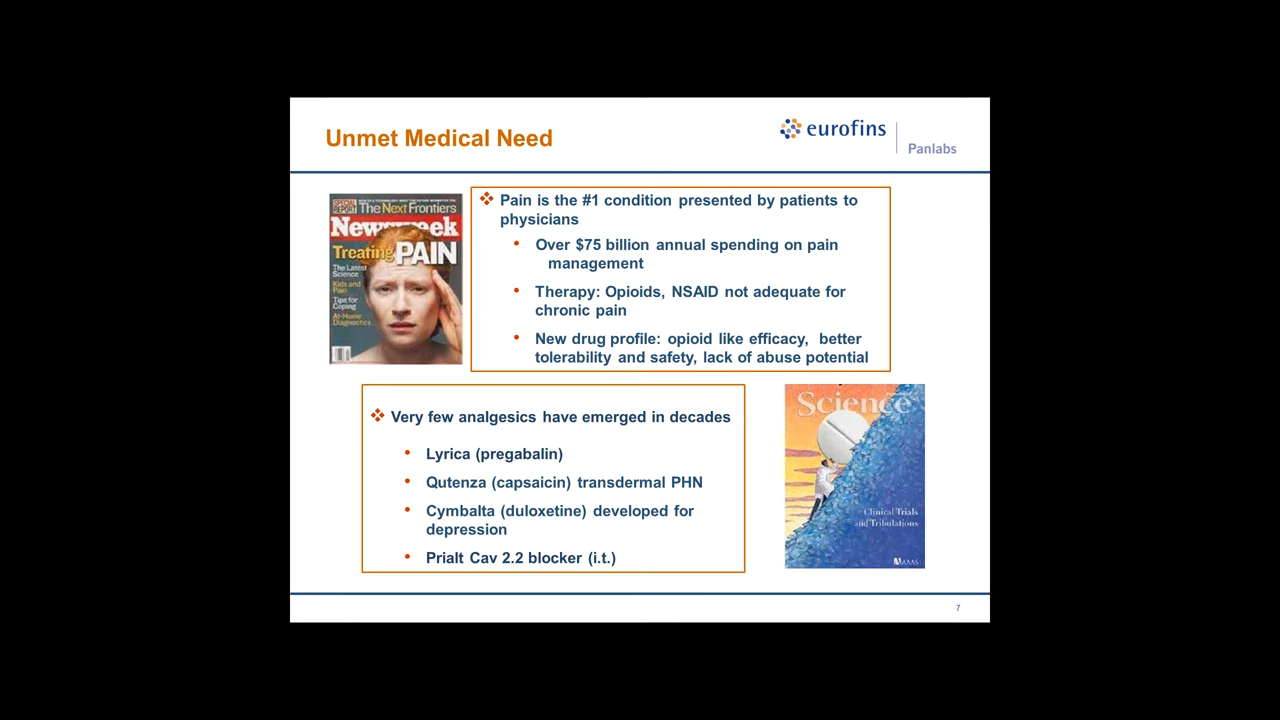 Unmet Medical Need
eurofins
Panlabs
SPECIAL
REPORT
The Next Frontiers
Newsweek
Treating PAIN
The Latest
Science
Kids and
Pain
Tips for
Coping
At-Home
Diagnostics
Pain is the #1 condition presented by patients to
physicians
• Over $75 billion annual spending on pain
management
• Therapy: Opioids, NSAID not adequate for
chronic pain
• New drug profile: opioid like efficacy, better
tolerability and safety, lack of abuse potential
Very few analgesics have emerged in decades
• Lyrica (pregabalin)
• Qutenza (capsaicin) transdermal PHN
• Cymbalta (duloxetine) developed for
depression
• Prialt Cav 2.2 blocker (i.t.)
Science
Clinical Trials
and Tribulations
AAAS
7